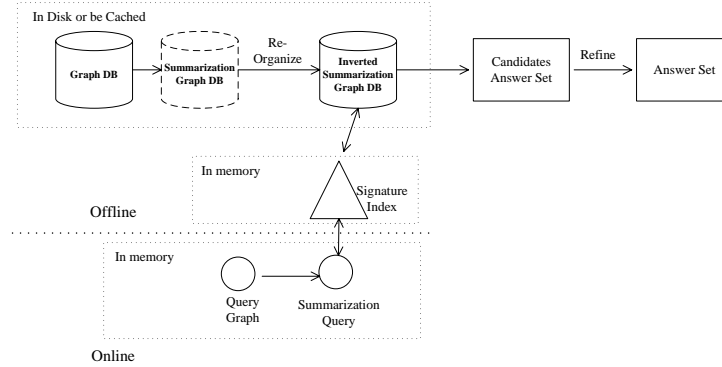 In Disk or be Cached
Graph DB
Summarization
Graph DB
Re-
Organize
Inverted
Summarization
Graph DB
Candidates
Answer Set
Refine
Answer Set
In memory
Signature
Index
Offline
In memory
Query
Graph
Summarization
Query
Online